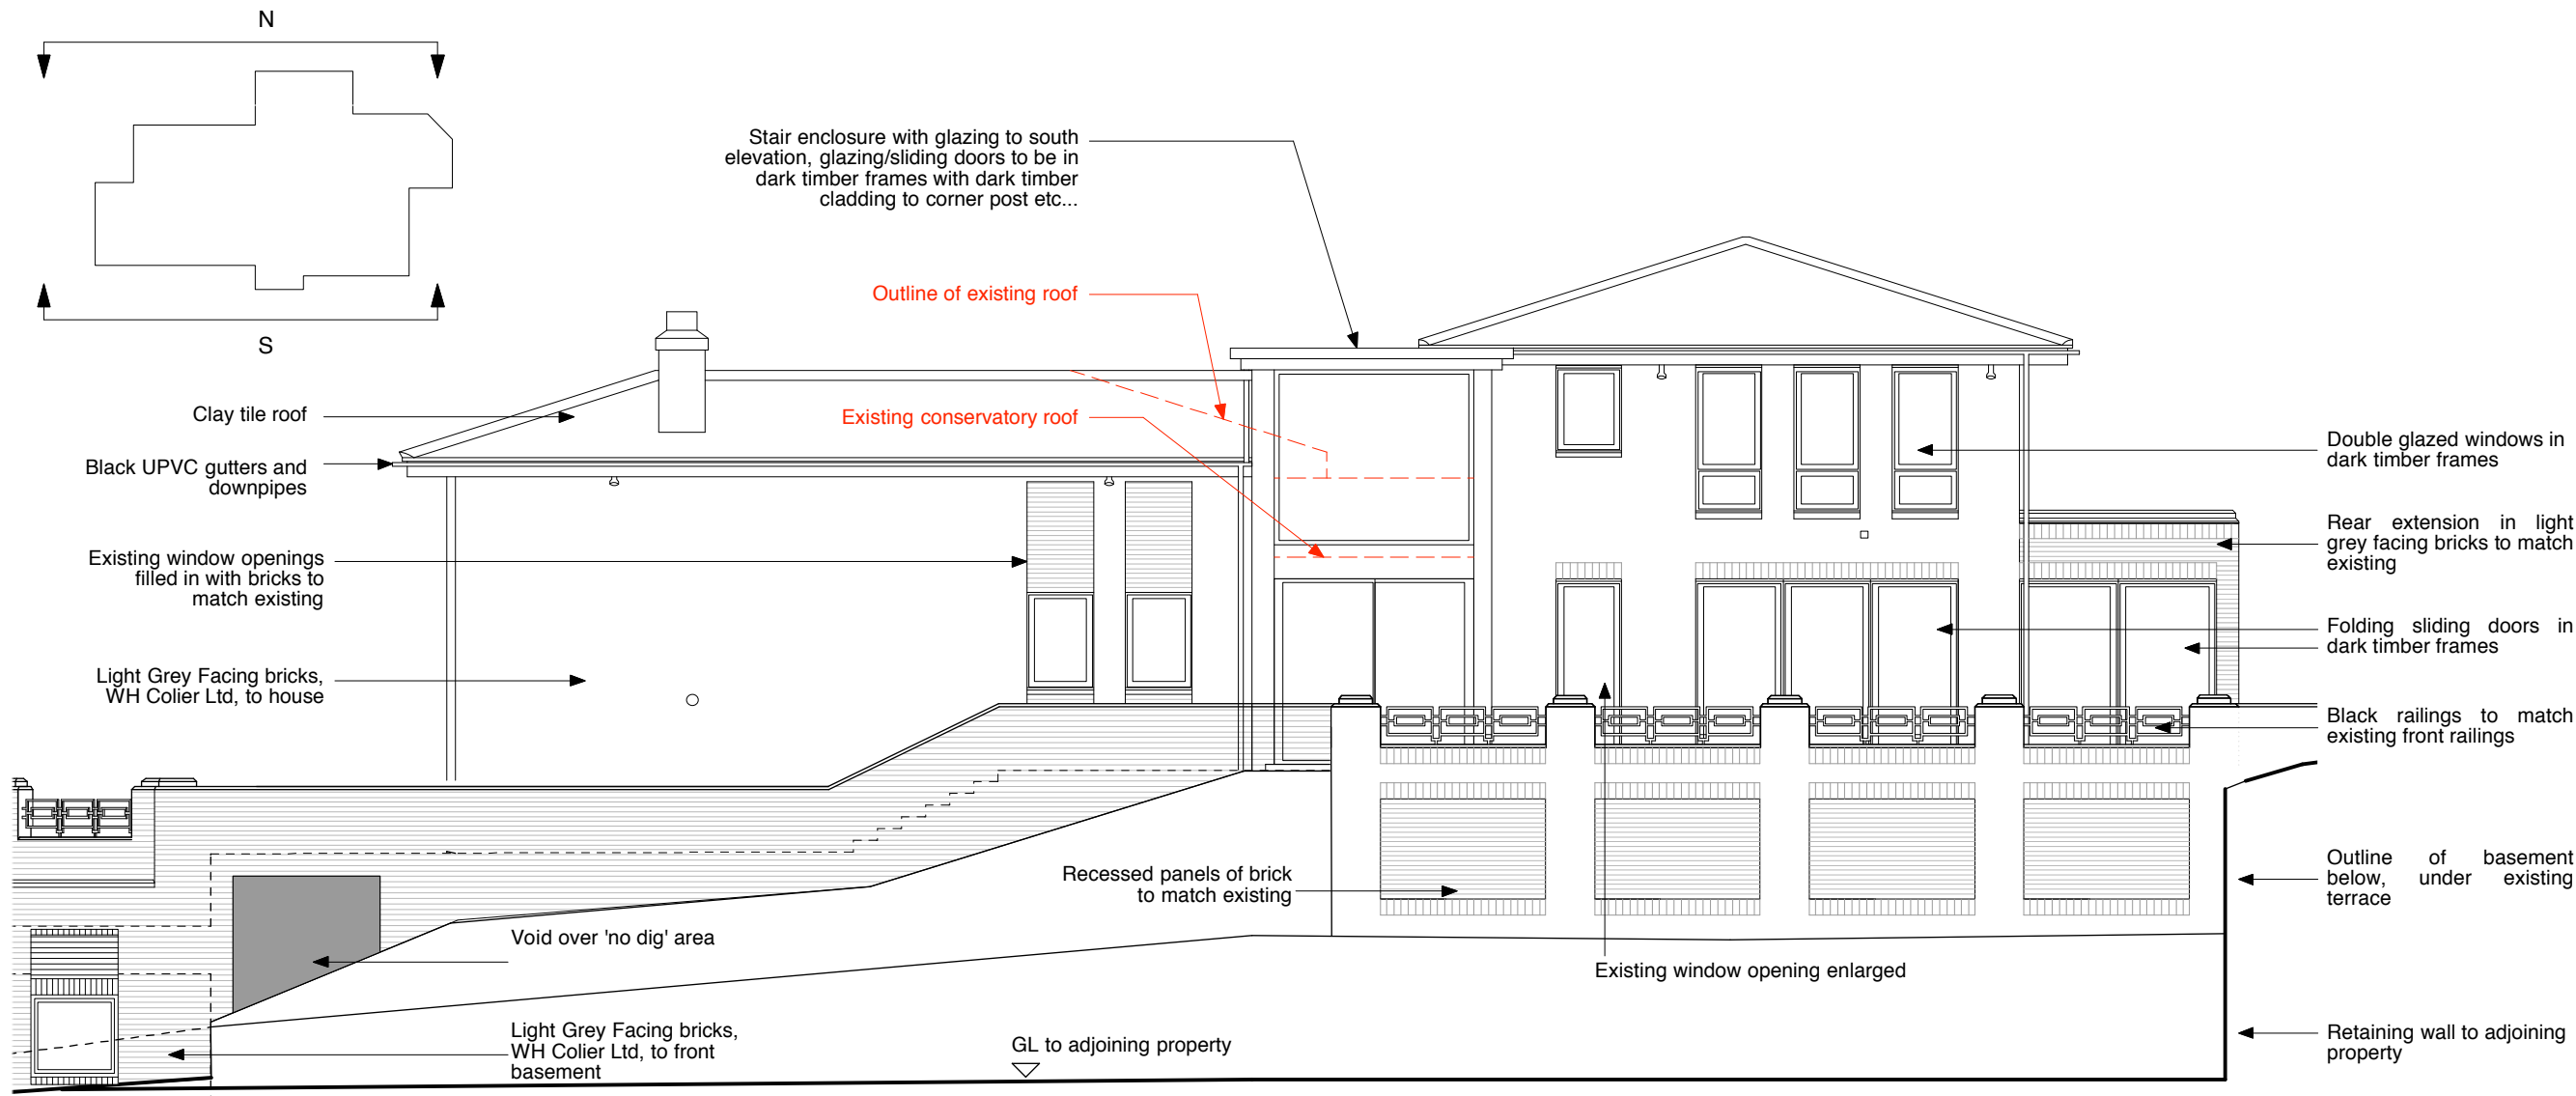 N
S
Stair enclosure with glazing to south
elevation, glazing/sliding doors to be in
dark timber frames with dark timber
cladding to corner post etc...
Outline of existing roof
Existing conservatory roof
Clay tile roof
Black UPVC gutters and
downpipes
Existing window openings
filled in with bricks to
match existing
Light Grey Facing bricks,
WH Colier Ltd, to house
Double glazed windows in
dark timber frames
Rear extension in light
grey facing bricks to match
existing
Folding sliding doors in
dark timber frames
Black railings to match
existing front railings
Outline of basement
below, under existing
terrace
Retaining wall to adjoining
property
Recessed panels of brick
to match existing
Existing window opening enlarged
Void over 'no dig' area
Light Grey Facing bricks,
WH Colier Ltd, to front
basement
GL to adjoining property